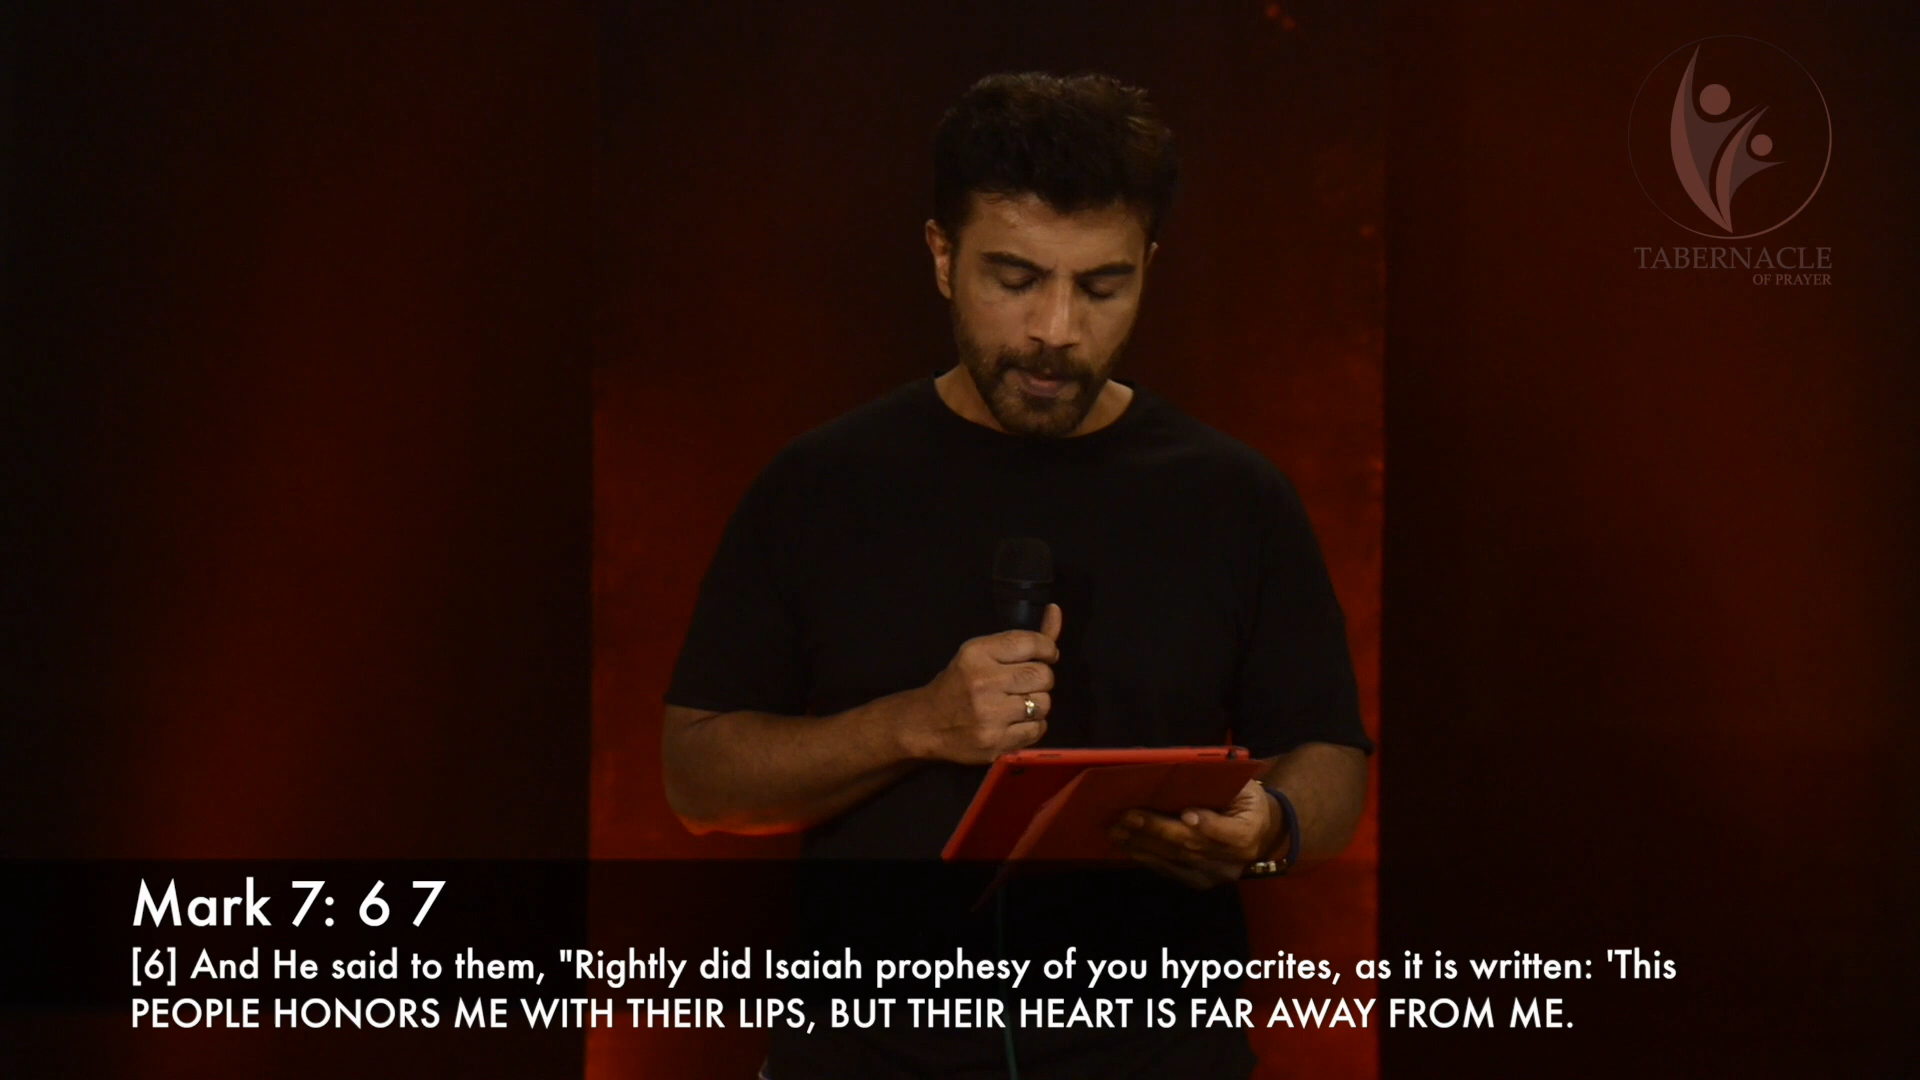 TABERNACLE
OF PRAYER
Mark 7: 6 7
[6] And He said to them, "Rightly did Isaiah prophesy of you hypocrites, as it is written: 'This
PEOPLE HONORS ME WITH THEIR LIPS, BUT THEIR HEART IS FAR AWAY FROM ME.